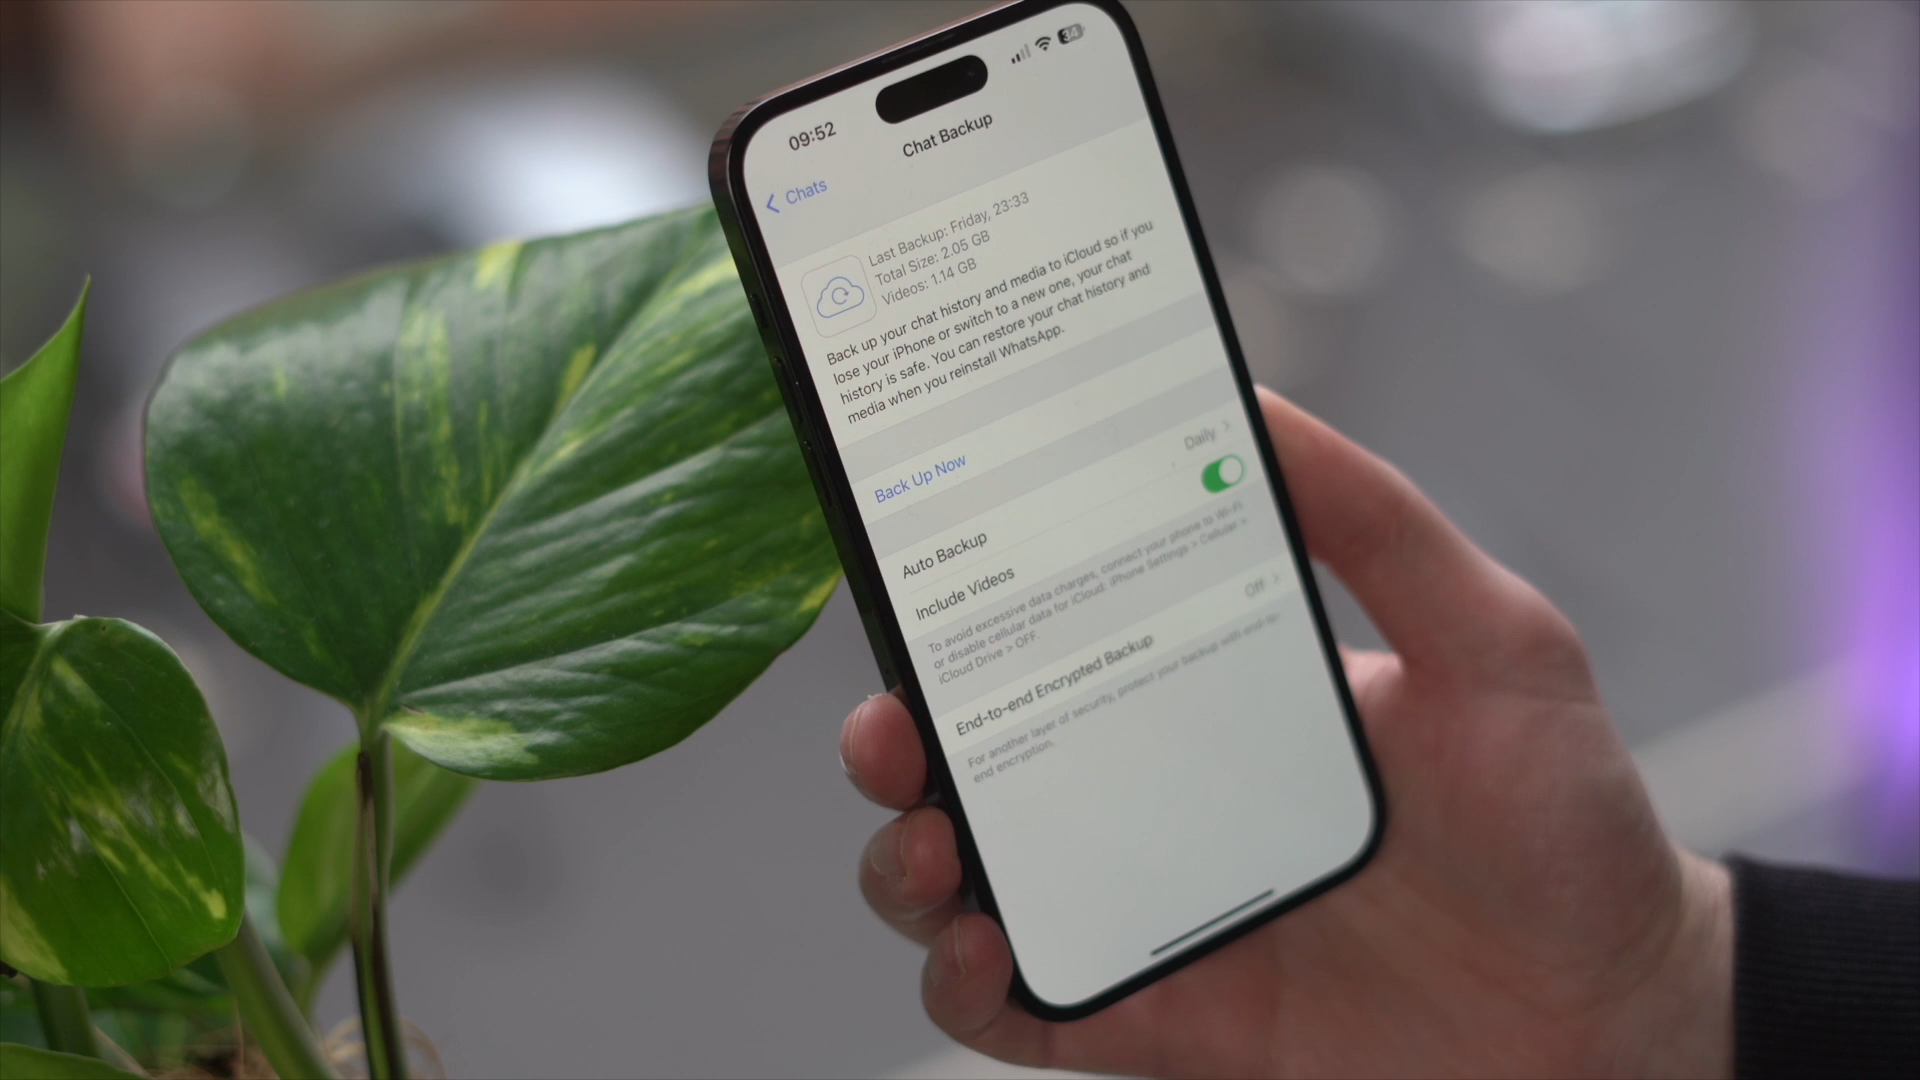 09:52
34
Chats
Chat Backup
Last Backup: Friday, 23:33
Total Size: 2.05 GB
Videos: 1.14 GB
Back up your chat history and media to iCloud so if you
lose your iPhone or switch to a new one, your chat
history is safe. You can restore your chat history and
media when you reinstall WhatsApp.
Back Up Now
Auto Backup Daily
Include Videos
To avoid excessive data charges, connect your phone to Wi-Fi
or disable cellular data for iCloud: iPhone Settings > Cellular >
iCloud Drive > OFF.
End-to-end Encrypted Backup Off
For another layer of security, protect your backup with end-to-
end encryption.